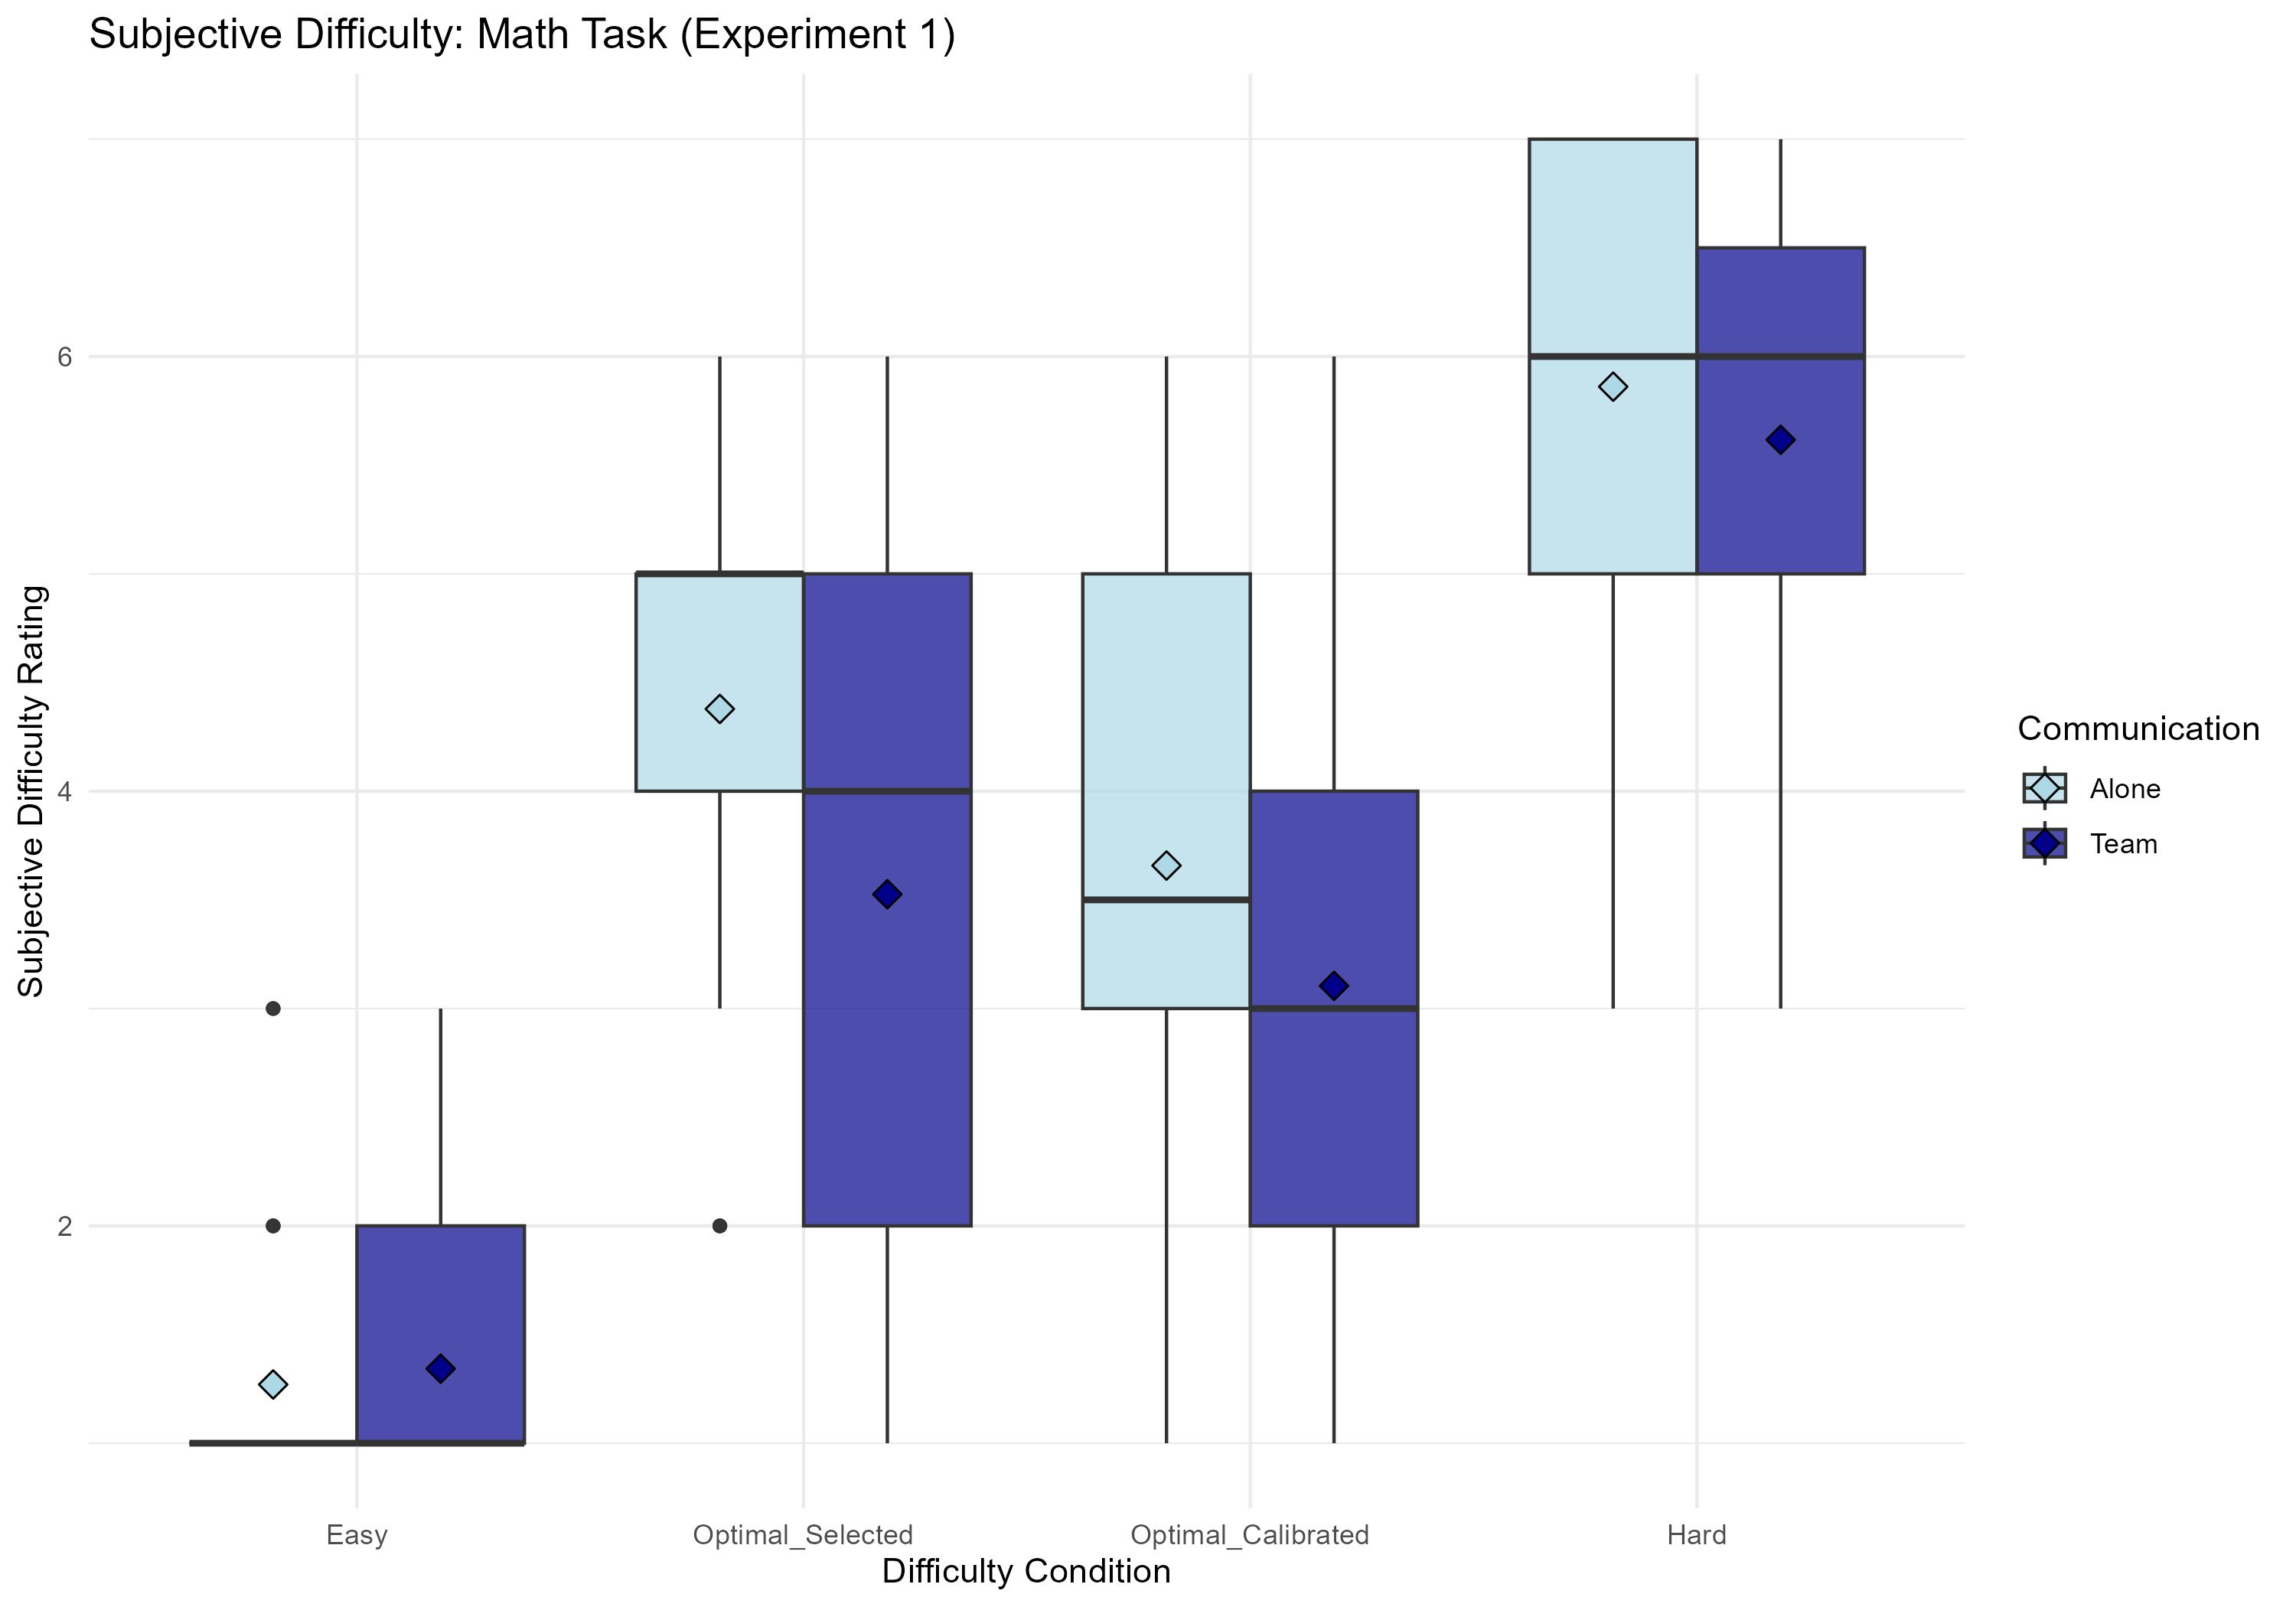 Subjective Difficulty: Math Task (Experiment 1)
Subjective Difficulty Rating
6
4
2
Easy
Optimal_Selected
Optimal_Calibrated
Hard
Difficulty Condition
Communication
Alone
Team